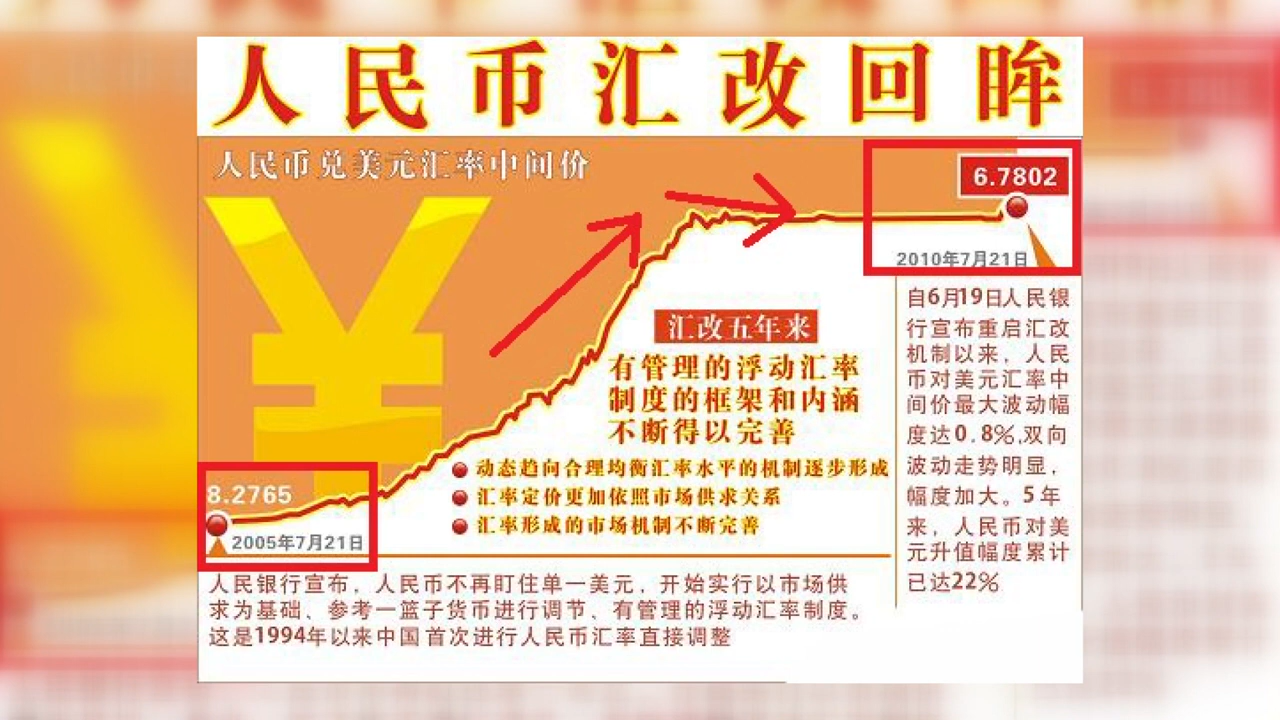 人民币汇改回眸
人民币兑美元汇率中间价
6.7802
2010年7月21日
汇改五年来
有管理的浮动汇率
制度的框架和内涵
不断得以完善
动态趋向合理均衡汇率水平的机制逐步形成
汇率定价更加依照市场供求关系
汇率形成的市场机制不断完善
8.2765
2005年7月21日
自6月19日人民银
行宣布重启汇改
机制以来，人民
币对美元汇率中
间价最大波动幅
度达0.8%,双向
波动走势明显，
幅度加大。5年
来，人民币对美
元升值幅度累计
已达22%
人民银行宣布，人民币不再盯住单一美元，开始实行以市场供
求为基础、参考一篮子货币进行调节、有管理的浮动汇率制度。
这是1994年以来中国首次进行人民币汇率直接调整